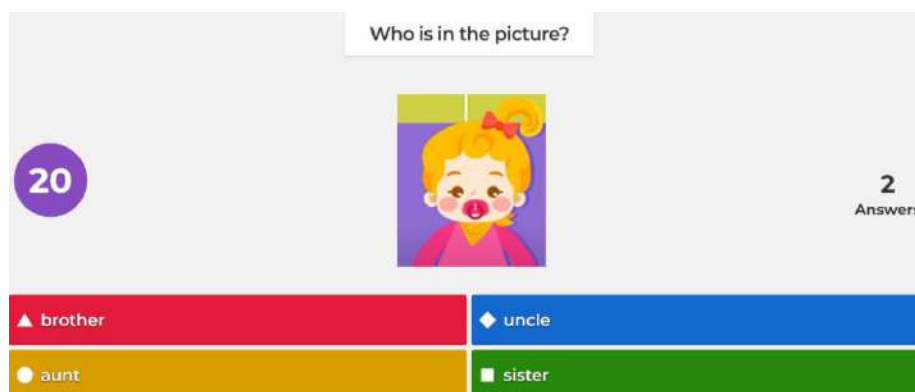 Who is in the picture?
20
2
Answers
brother
uncle
aunt
sister